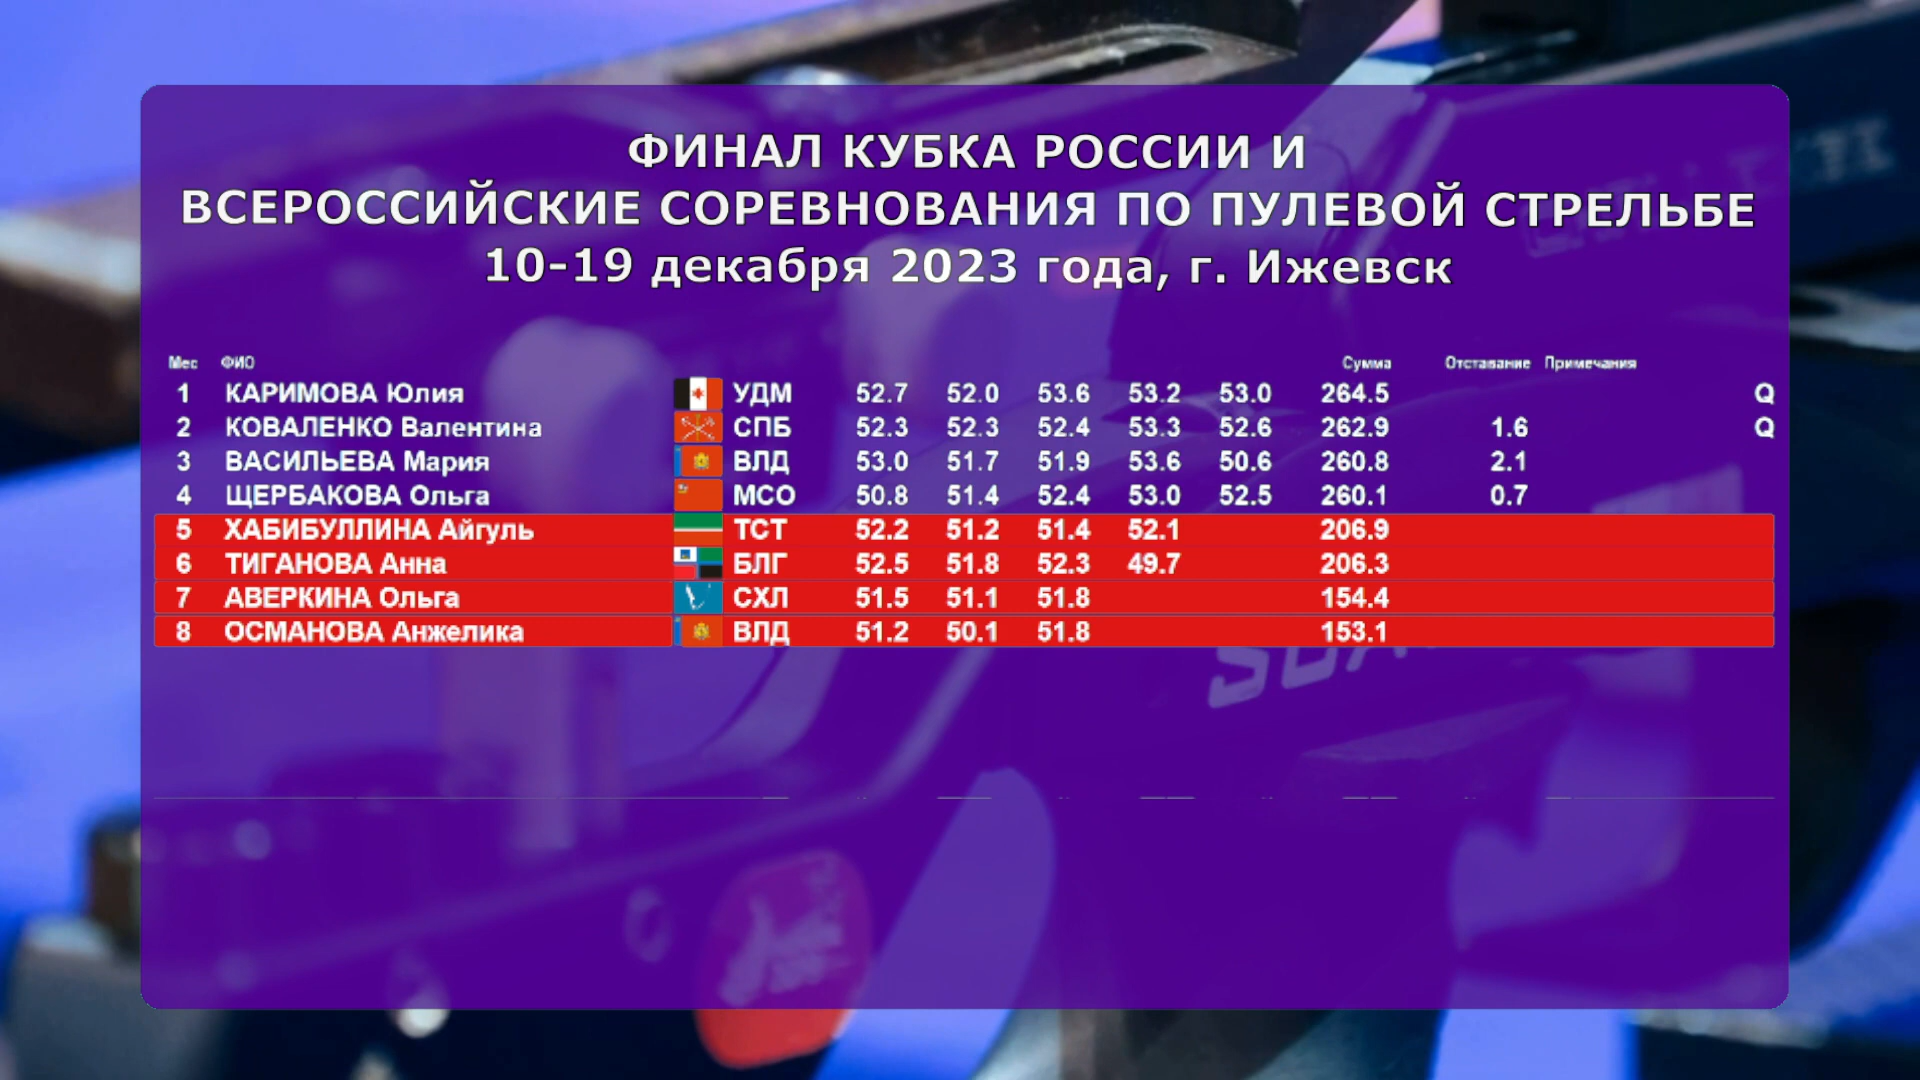 ФИНАЛ КУБКА РОССИИ И
ВСЕРОССИЙСКИЕ СОРЕВНОВАНИЯ ПО ПУЛЕВОЙ СТРЕЛЬБЕ
10-19 декабря 2023 года, г. Ижевск
Мес ФИО Сумма Отставание Примечания
1 КАРИМОВА Юлия УДМ 52.7 52.0 53.6 53.2 53.0 264.5 Q
2 КОВАЛЕНКО Валентина СПБ 52.3 52.3 52.4 53.3 52.6 262.9 1.6 Q
3 ВАСИЛЬЕВА Мария ВЛД 53.0 51.7 51.9 53.6 50.6 260.8 2.1
4 ЩЕРБАКОВА Ольга МСО 50.8 51.4 52.4 53.0 52.5 260.1 0.7
5 ХАБИБУЛЛИНА Айгуль ТСТ 52.2 51.2 51.4 52.1 206.9
6 ТИГАНОВА Анна БЛГ 52.5 51.8 52.3 49.7 206.3
7 АВЕРКИНА Ольга СХЛ 51.5 51.1 51.8 154.4
8 ОСМАНОВА Анжелика ВЛД 51.2 50.1 51.8 153.1